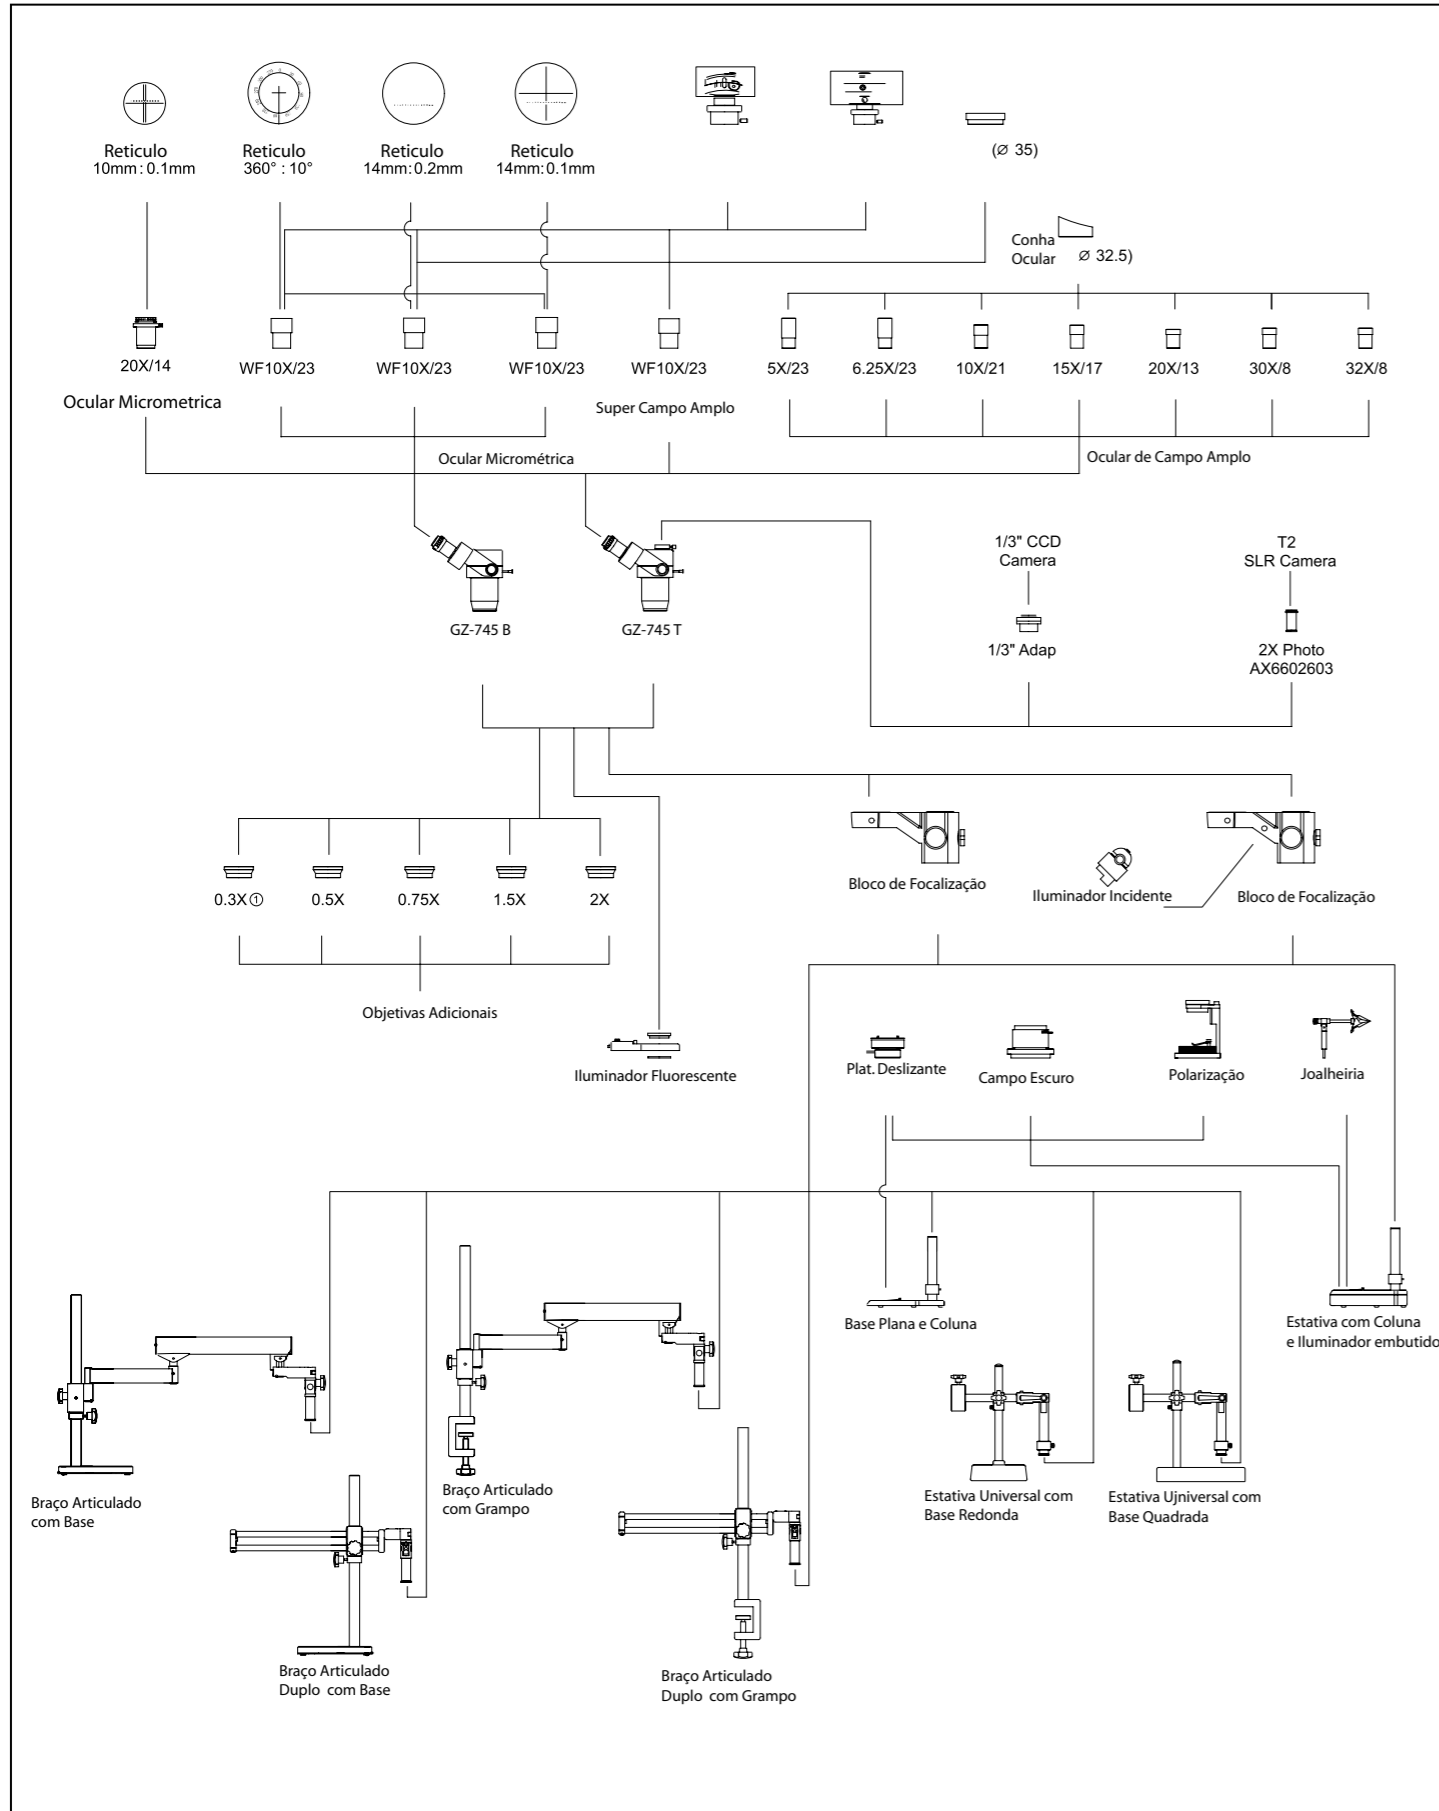 Reticulo
10mm : 0.1mm
Reticulo
360° : 10°
Reticulo
14mm: 0.2mm
Reticulo
14mm: 0.1mm
(Ø 35)
Conha
Ocular
Ø 32.5)
20X/14
WF10X/23
WF10X/23
WF10X/23
WF10X/23
5X/23
6.25X/23
10X/21
15X/17
20X/13
30X/8
32X/8
Ocular Micrometrica
Super Campo Amplo
Ocular Micrométrica
Ocular de Campo Amplo
1/3" CCD
Camera
T2
SLR Camera
GZ-745 B
GZ-745 T
1/3" Adap
2X Photo
AX6602603
0.3X①
0.5X
0.75X
1.5X
2X
Bloco de Focalização
Iluminador Incidente
Bloco de Focalização
Objetivas Adicionais
Iluminador Fluorescente
Plat. Deslizante
Campo Escuro
Polarização
Joalheiria
Base Plana e Coluna
Estativa com Coluna
e Iluminador embutido
Braço Articulado
com Base
Braço Articulado
com Grampo
Estativa Universal com
Base Redonda
Estativa Ujniversal com
Base Quadrada
Braço Articulado
Duplo com Base
Braço Articulado
Duplo com Grampo